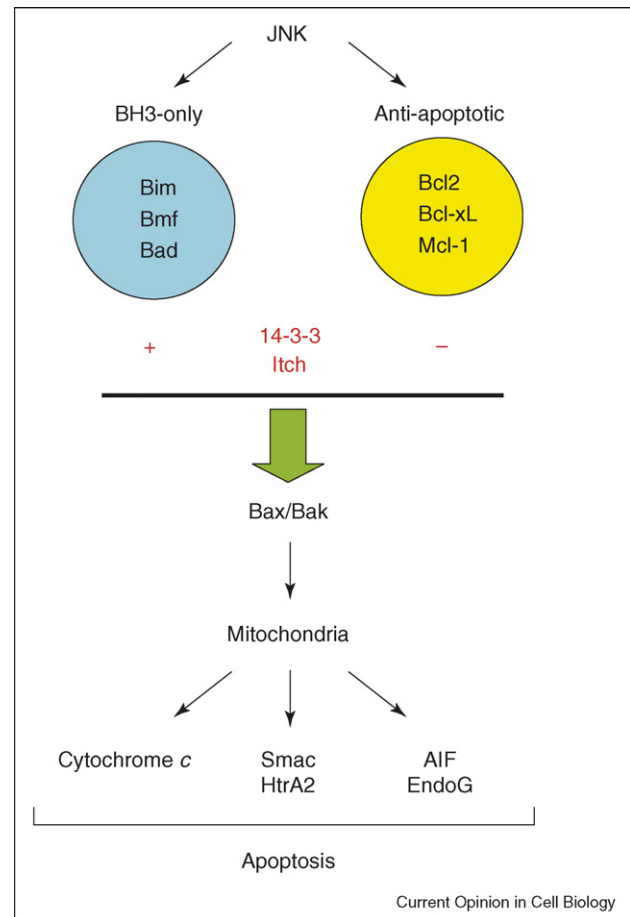 JNK
BH3-only Anti-apoptotic
Bim
Bmf
Bad
Bcl2
Bcl-xL
Mcl-1
+
14-3-3
Itch
–
Bax/Bak
Mitochondria
Cytochrome c
Smac
HtrA2
AIF
EndoG
Apoptosis
Current Opinion in Cell Biology